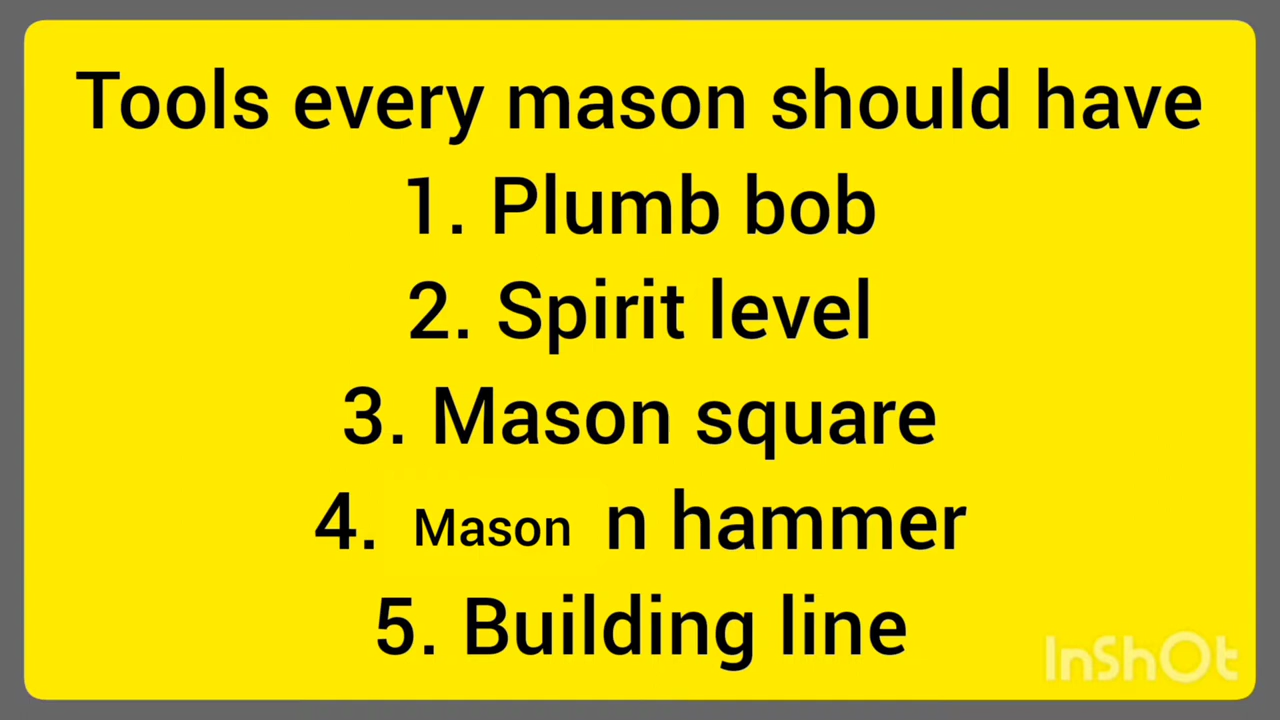 Tools every mason should have
1. Plumb bob
2. Spirit level
3. Mason square
4. Mason n hammer
5. Building line
InShOt